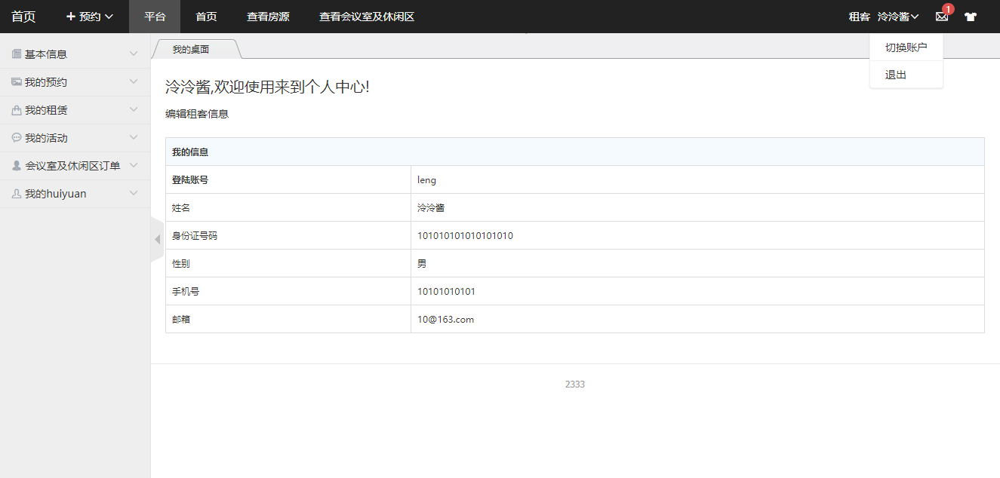 首页 预约 平台 首页 查看房源 查看会议室及休闲区 租客 泠泠酱 1
切换账户
退出
基本信息
我的预约
我的租赁
我的活动
会议室及休闲区订单
我的huiyuan
我的桌面
泠泠酱,欢迎使用来到个人中心!
编辑租客信息
我的信息
登陆账号 leng
姓名 泠泠酱
身份证号码 101010101010101010
性别 男
手机号 10101010101
邮箱 10@163.com
2333